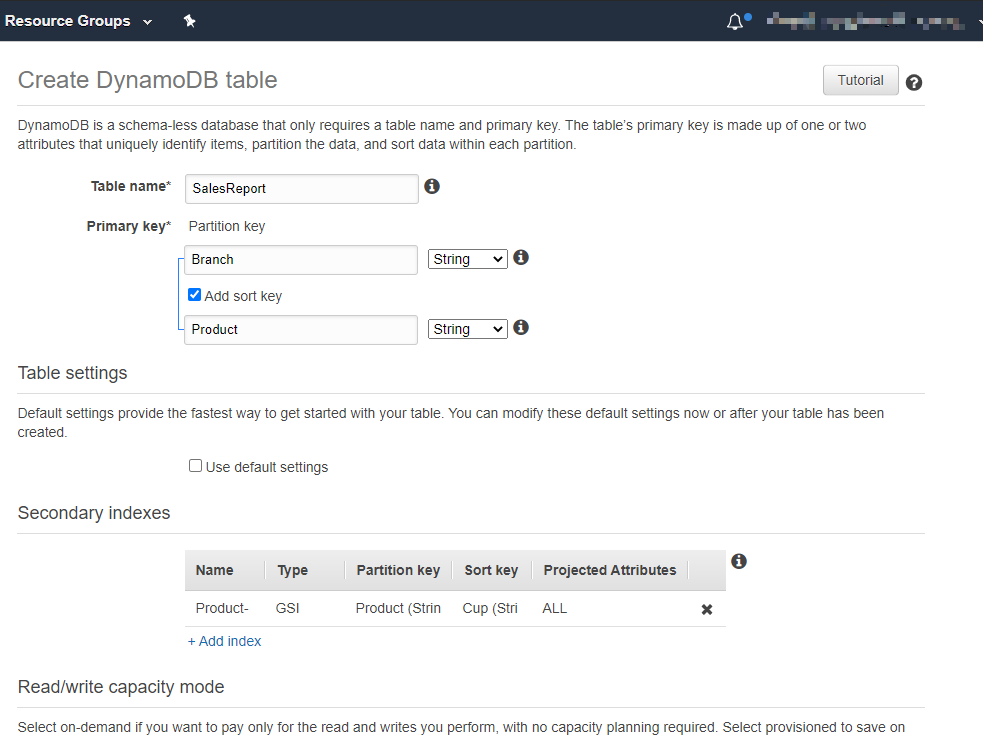 Resource Groups
Create DynamoDB table
Tutorial
DynamoDB is a schema-less database that only requires a table name and primary key. The table's primary key is made up of one or two
attributes that uniquely identify items, partition the data, and sort data within each partition.
Table name* SalesReport
Primary key* Partition key
Branch String
Add sort key
Product String
Table settings
Default settings provide the fastest way to get started with your table. You can modify these default settings now or after your table has been
created.
Use default settings
Secondary indexes
Name Type Partition key Sort key Projected Attributes
Product- GSI Product (Strin Cup (Stri ALL
+ Add index
Read/write capacity mode
Select on-demand if you want to pay only for the read and writes you perform, with no capacity planning required. Select provisioned to save on